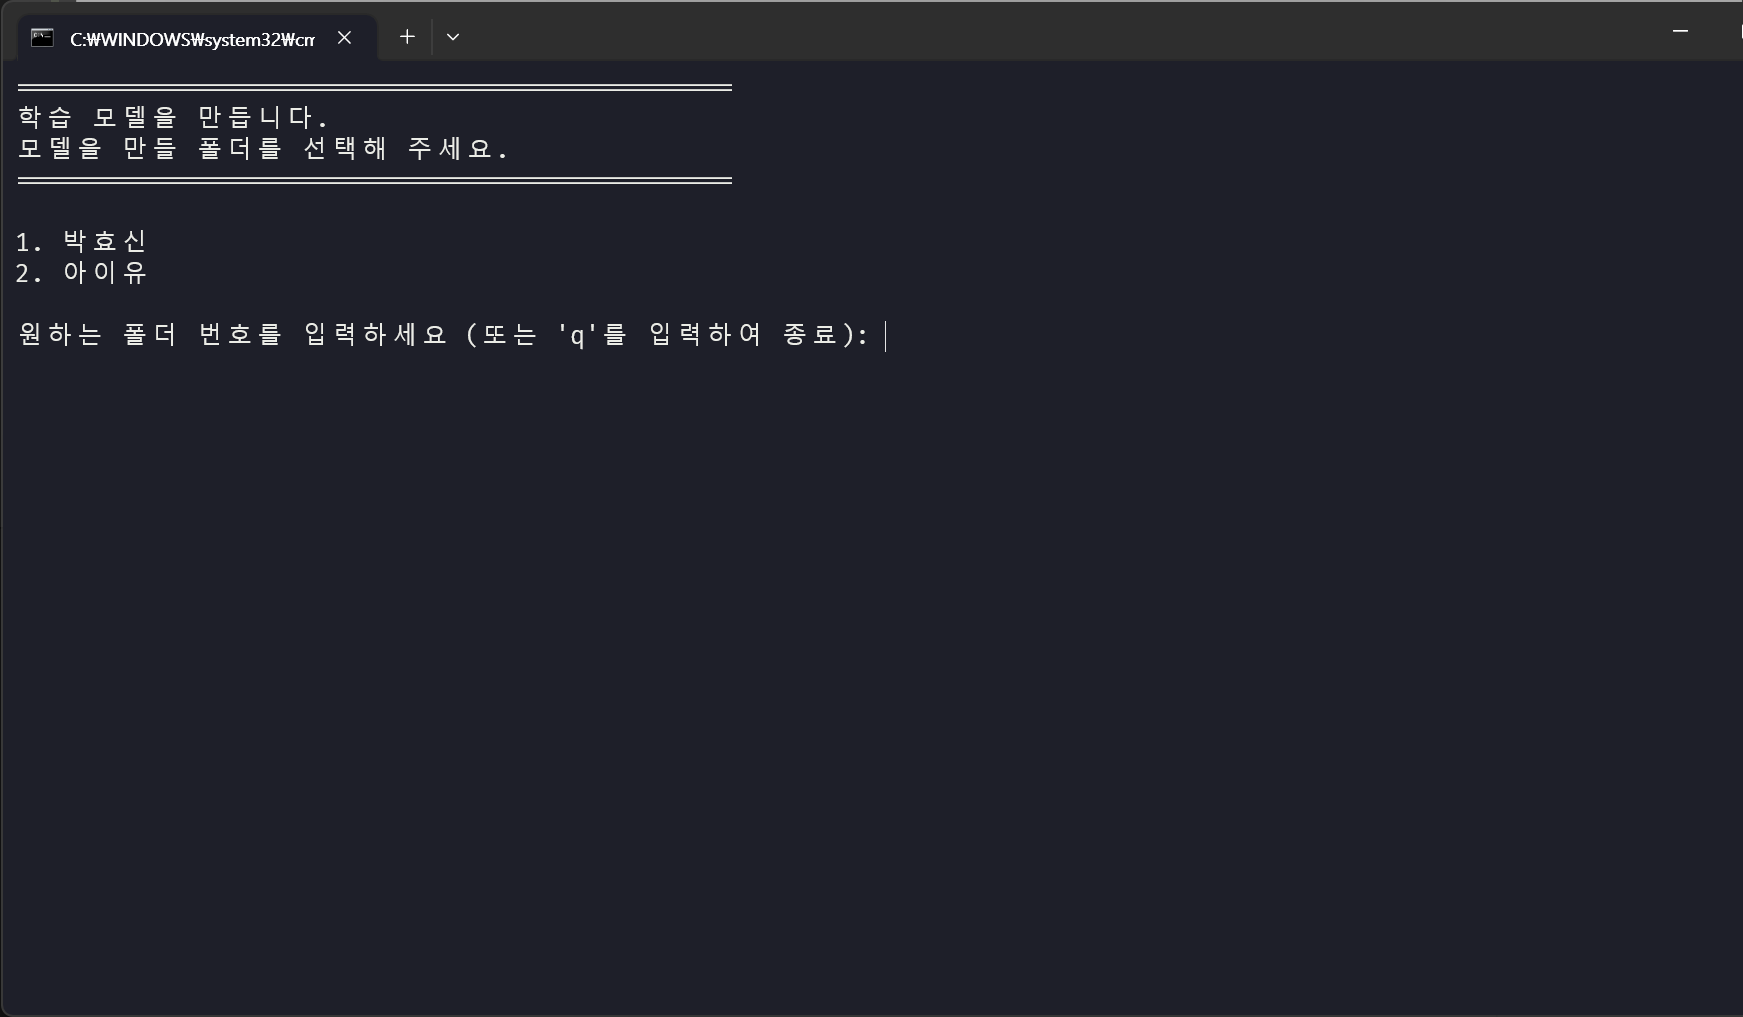 C:₩WINDOWS₩system32₩cm
학습 모델을 만듭니다.
모델을 만들 폴더를 선택해 주세요.
1. 박효신
2. 아이유
원하는 폴더 번호를 입력하세요 (또는 'q'를 입력하여 종료):